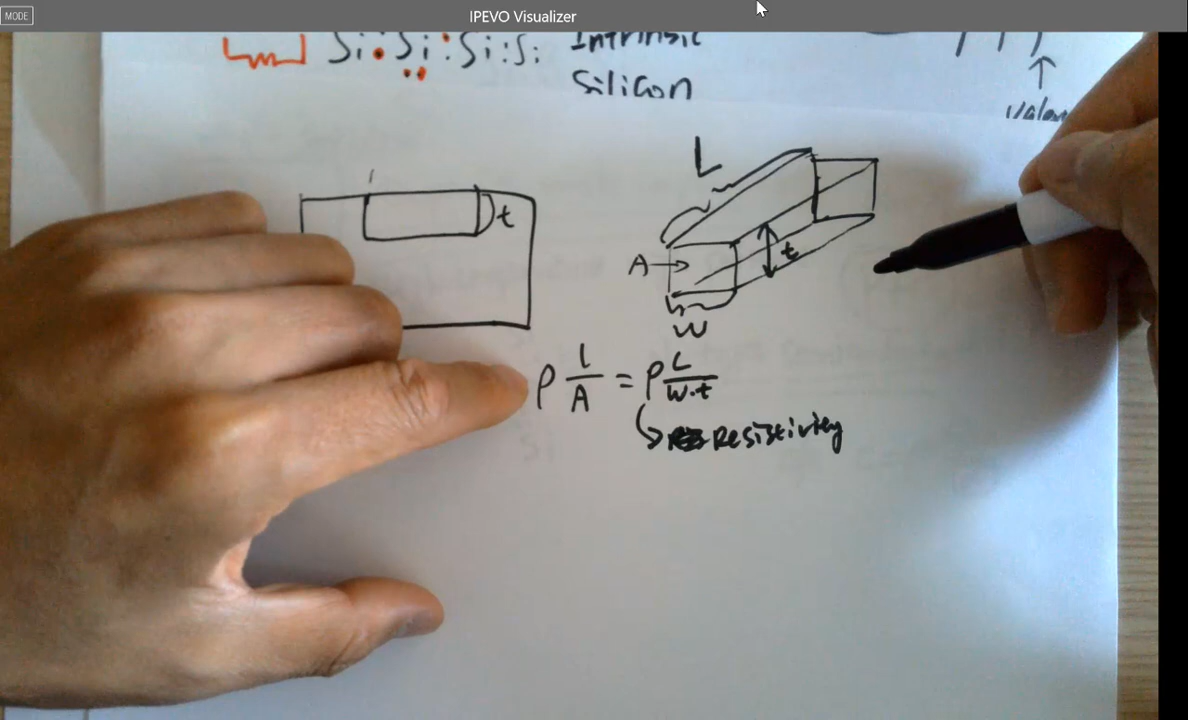 MODE
IPEVO Visualizer
Si:Si:Si:Si
Intrinsic
Silicon
L
t
A
t
W
ρ L/A = ρ L/W·t
Resistivity